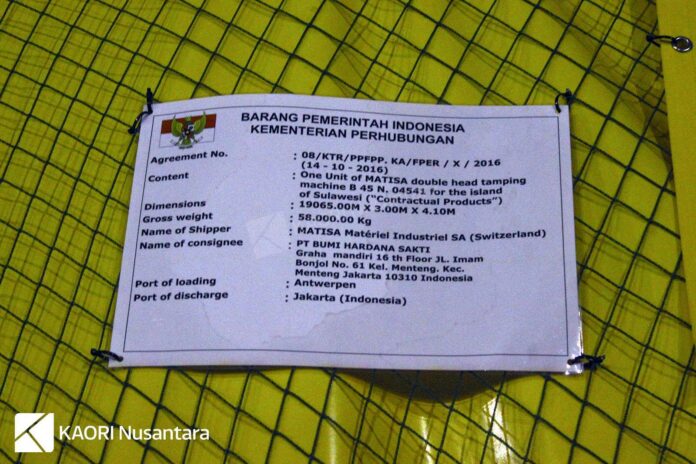 BARANG PEMERINTAH INDONESIA
KEMENTERIAN PERHUBUNGAN
Agreement No. : 08/KTR/PPFPP. KA/FPER / X / 2016
(14 - 10 - 2016)
Content : One Unit of MATISA double head tamping
machine B 45 N. 04541 for the island
of Sulawesi ("Contractual Products")
Dimensions : 19065.00M X 3.00M X 4.10M
Gross weight : 58.000.00 Kg
Name of Shipper : MATISA Matériel Industriel SA (Switzerland)
Name of consignee : PT BUMI HARDANA SAKTI
Graha mandiri 16 th Floor JL. Imam
Bonjol No. 61 Kel. Menteng. Kec.
Menteng Jakarta 10310 Indonesia
Port of loading : Antwerpen
Port of discharge : Jakarta (Indonesia)
KAORI Nusantara